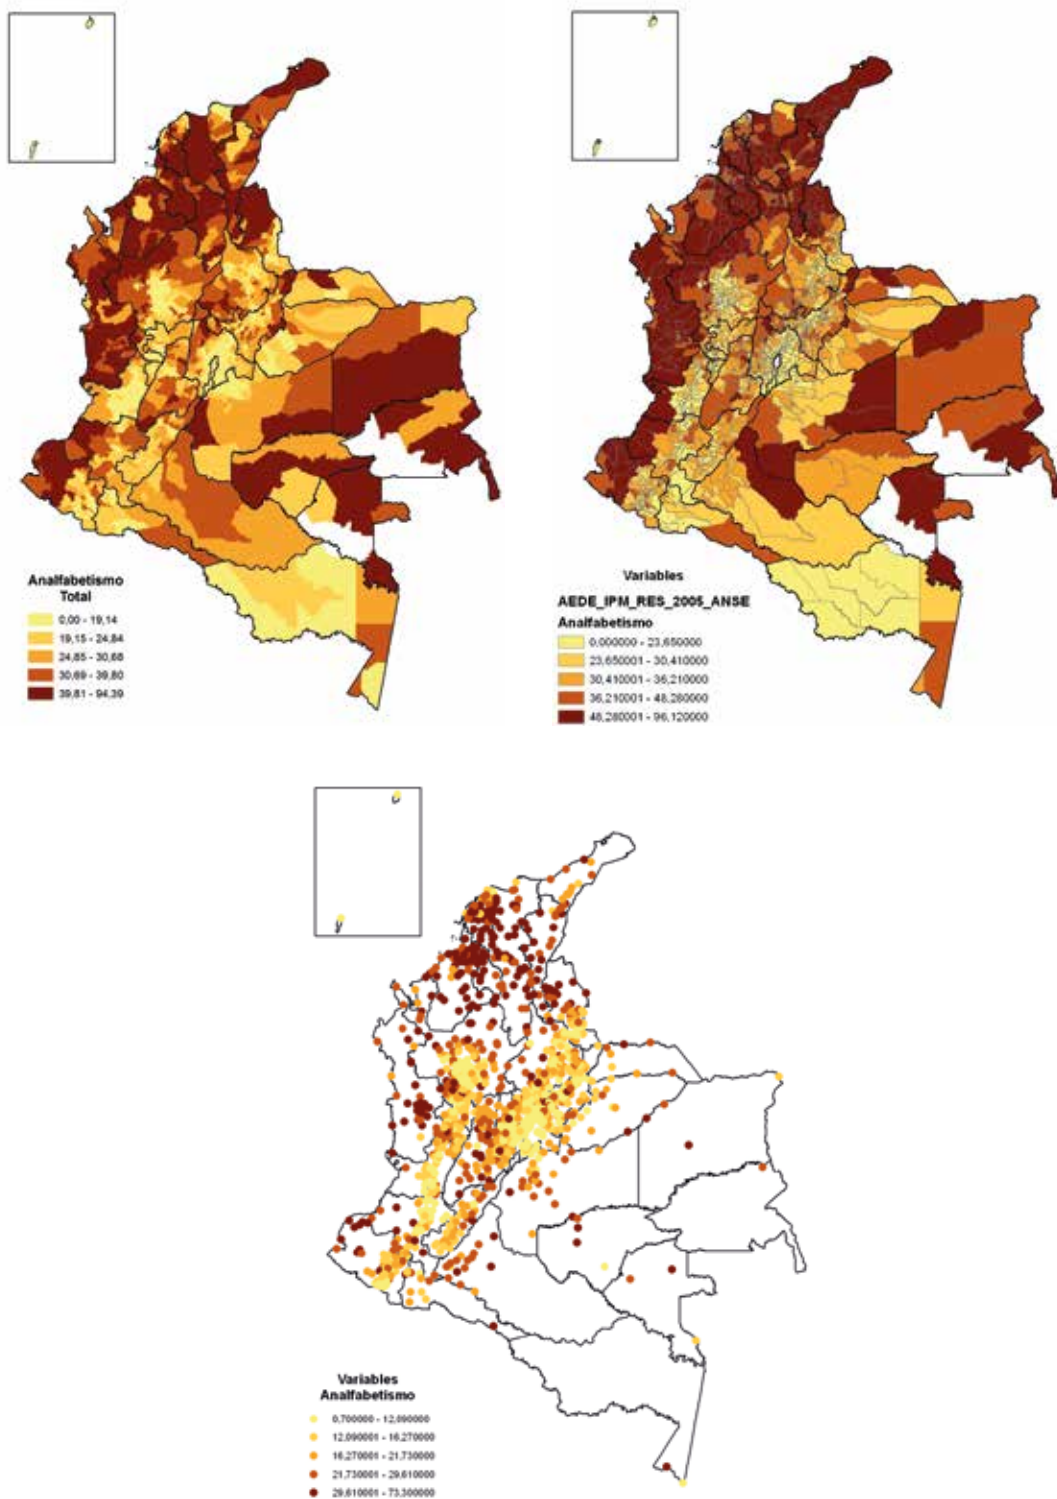 Analfabetismo
Total
0,00 - 19,14
19,15 - 24,84
24,85 - 30,68
30,69 - 39,80
39,81 - 94,39
Variables
AEDE_IPM_RES_2005_ANSE
Analfabetismo
0,000000 - 23,650000
23,650001 - 30,410000
30,410001 - 36,210000
36,210001 - 48,280000
48,280001 - 96,120000
Variables
Analfabetismo
0,700000 - 12,090000
12,090001 - 16,270000
16,270001 - 21,730000
21,730001 - 29,610000
29,610001 - 73,300000